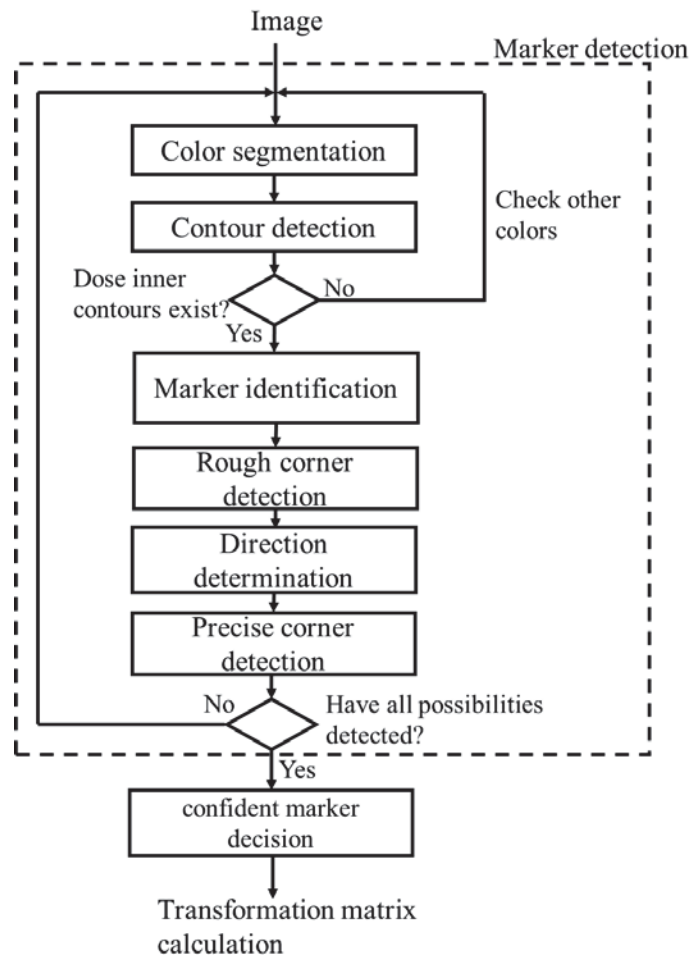 Image
Marker detection
Color segmentation
Contour detection
Check other
colors
Dose inner
contours exist?
No
Yes
Marker identification
Rough corner
detection
Direction
determination
Precise corner
detection
No
Have all possibilities
detected?
Yes
confident marker
decision
Transformation matrix
calculation